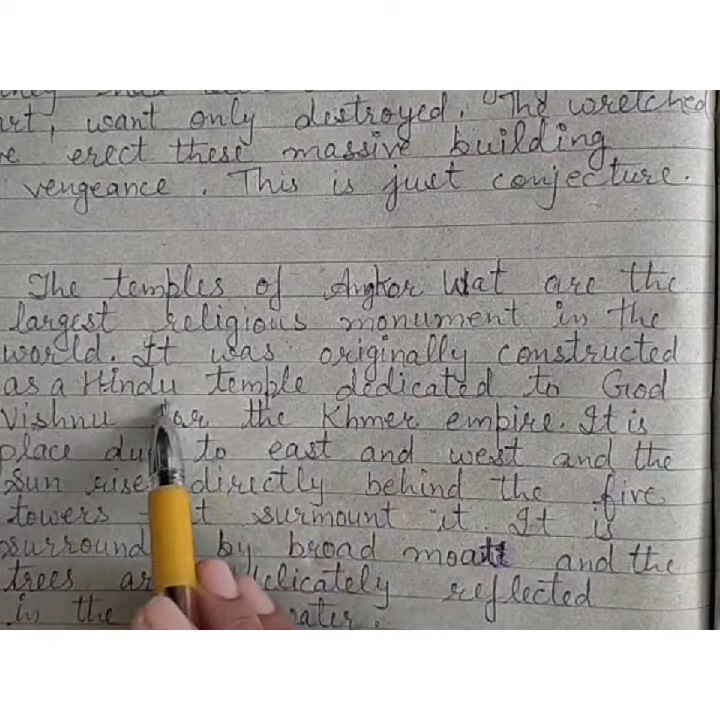 art, want only destroyed. The wretched
erect these massive building
vengeance. This is just conjecture.
The temples of Angkor Wat are the
largest religious monument in the
world. It was originally constructed
as a Hindu temple dedicated to God
Vishnu the Khmer empire. It is
place to east and west and the
Sun rise directly behind the five
towers surmount it. It is
surround by broad moat and the
trees delicately reflected
in the